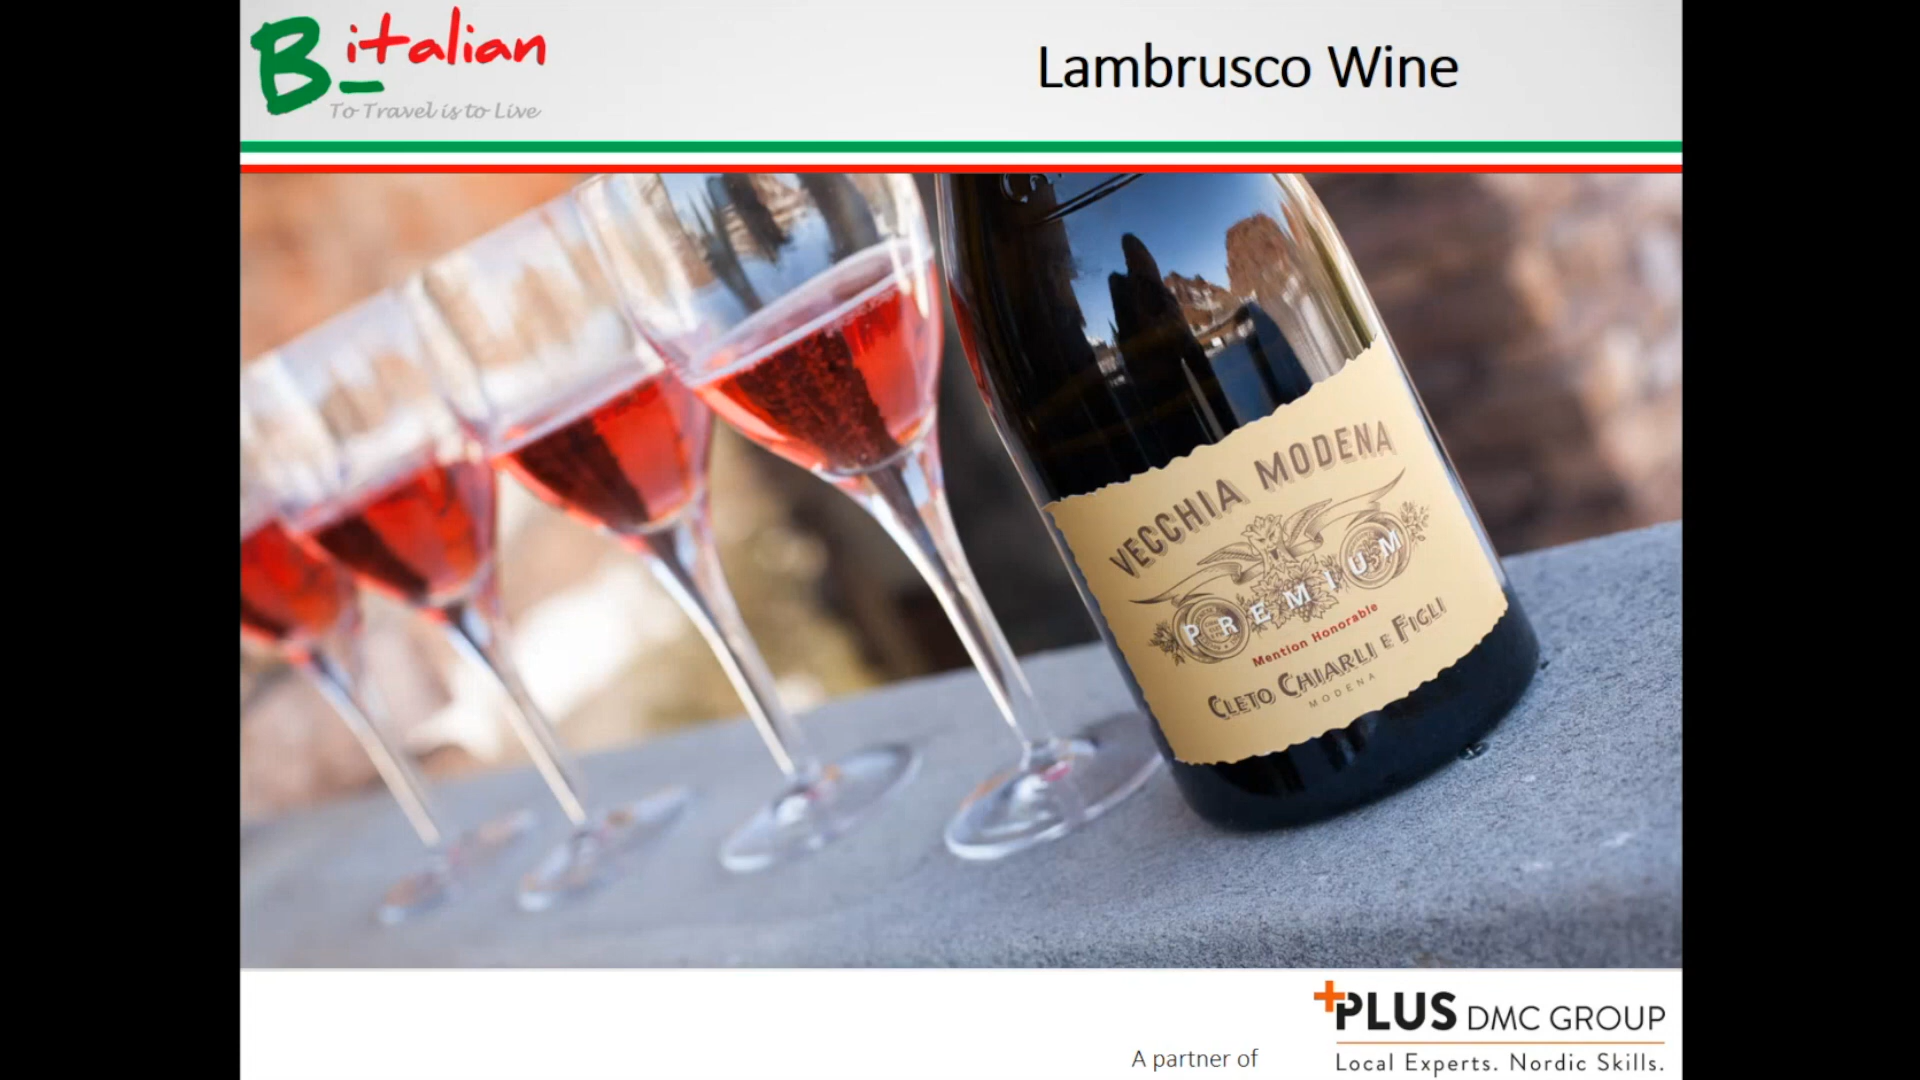 B_italian
To Travel is to Live
Lambrusco Wine
VECCHIA MODENA
PREMIUM
Mention Honorable
CLETO CHIARLI E FIGLI
MODENA
A partner of
+PLUS DMC GROUP
Local Experts. Nordic Skills.